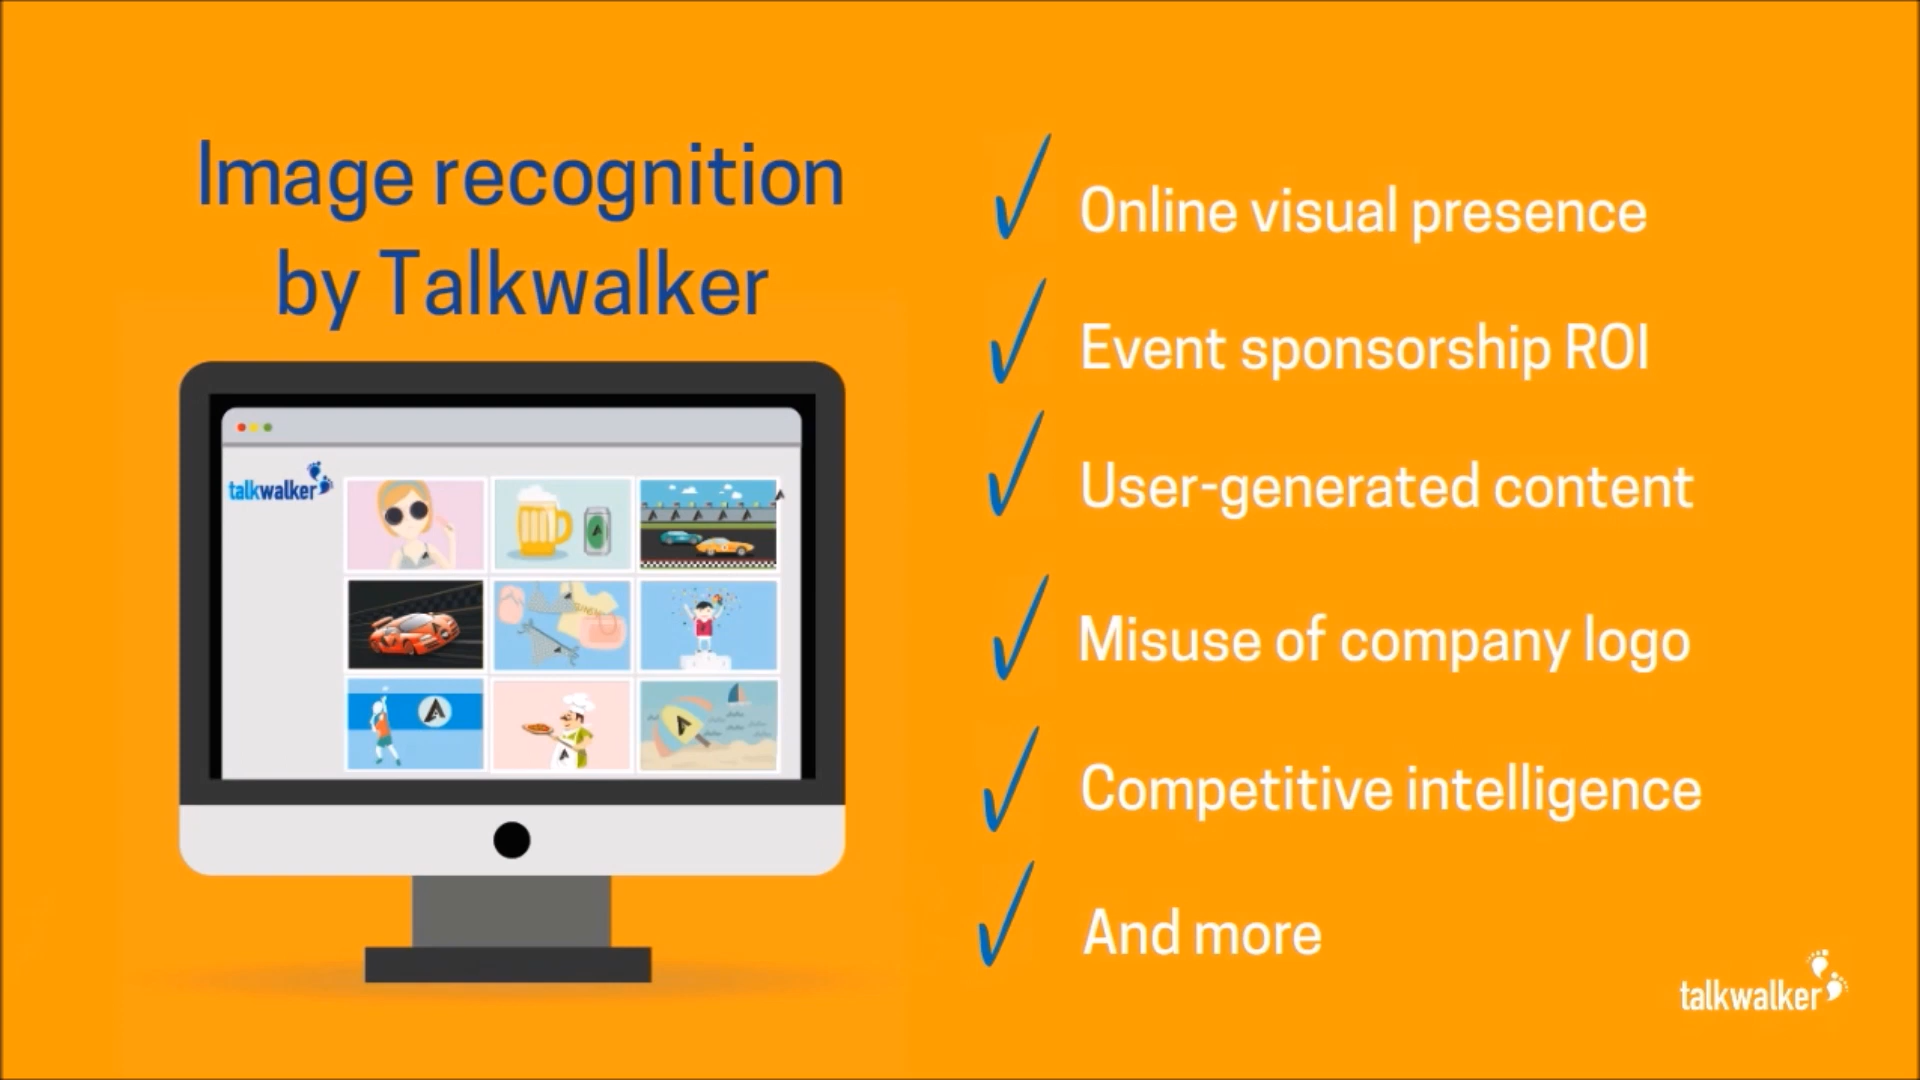 Image recognition
by Talkwalker
talkwalker
Online visual presence
Event sponsorship ROI
User-generated content
Misuse of company logo
Competitive intelligence
And more
talkwalker